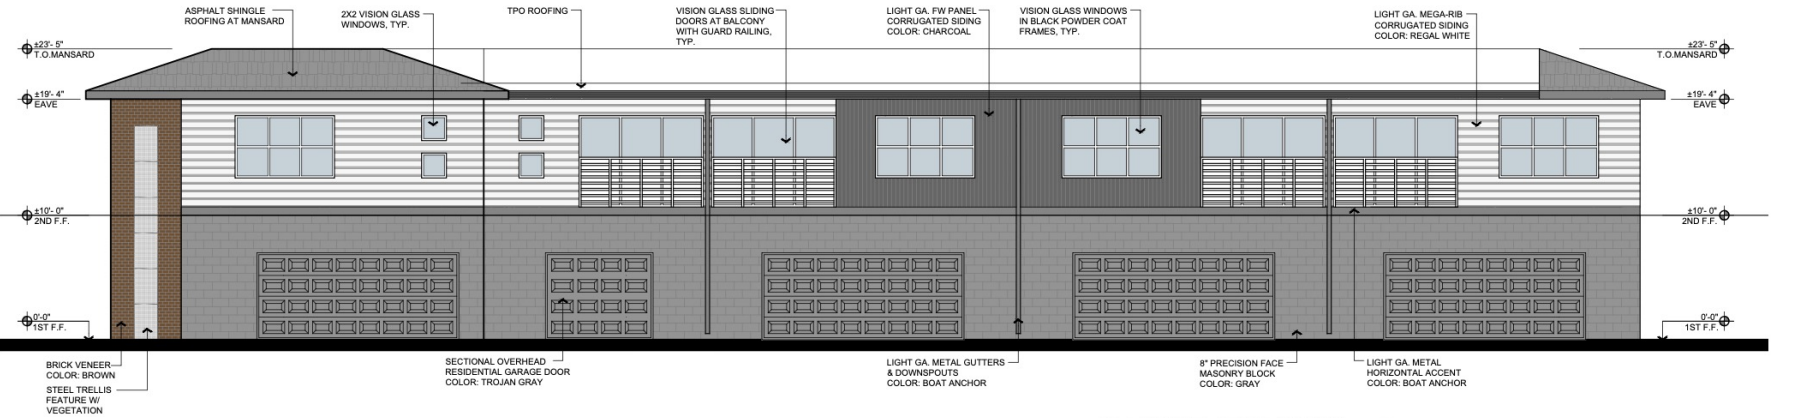 ASPHALT SHINGLE
ROOFING AT MANSARD
2X2 VISION GLASS
WINDOWS, TYP.
TPO ROOFING
VISION GLASS SLIDING
DOORS AT BALCONY
WITH GUARD RAILING,
TYP.
LIGHT GA. FW PANEL
CORRUGATED SIDING
COLOR: CHARCOAL
VISION GLASS WINDOWS
IN BLACK POWDER COAT
FRAMES, TYP.
LIGHT GA. MEGA-RIB
CORRUGATED SIDING
COLOR: REGAL WHITE
±23'- 5"
T.O.MANSARD
±23'- 5"
T.O.MANSARD
±19'- 4"
EAVE
±19'- 4"
EAVE
±10'- 0"
2ND F.F.
±10'- 0"
2ND F.F.
0'-0"
1ST F.F.
0'-0"
1ST F.F.
BRICK VENEER
COLOR: BROWN
STEEL TRELLIS
FEATURE W/
VEGETATION
SECTIONAL OVERHEAD
RESIDENTIAL GARAGE DOOR
COLOR: TROJAN GRAY
LIGHT GA. METAL GUTTERS
& DOWNSPOUTS
COLOR: BOAT ANCHOR
8" PRECISION FACE
MASONRY BLOCK
COLOR: GRAY
LIGHT GA. METAL
HORIZONTAL ACCENT
COLOR: BOAT ANCHOR